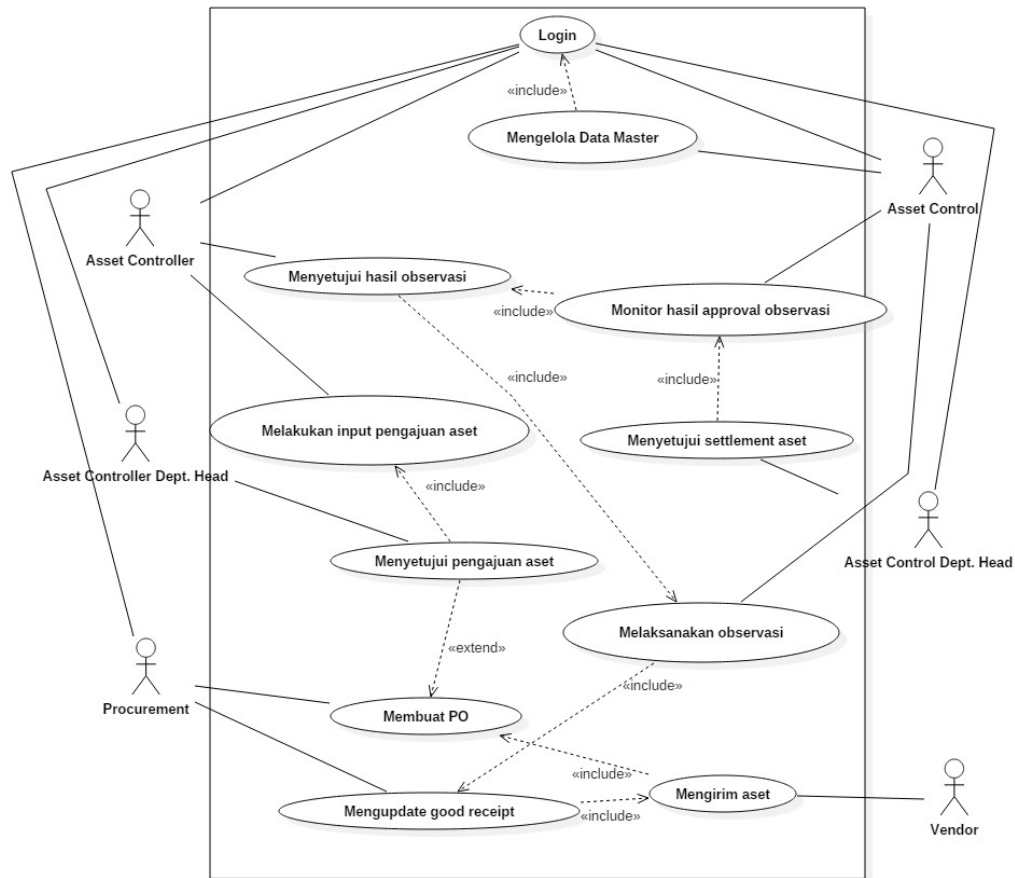 Login
«include»
Mengelola Data Master
Asset Control
Asset Controller
Menyetujui hasil observasi
«include»
Monitor hasil approval observasi
«include»
«include»
Melakukan input pengajuan aset
Menyetujui settlement aset
Asset Controller Dept. Head
«include»
Menyetujui pengajuan aset
Asset Control Dept. Head
Melaksanakan observasi
«extend»
«include»
Procurement
Membuat PO
«include»
Mengirim aset
Mengupdate good receipt
«include»
Vendor